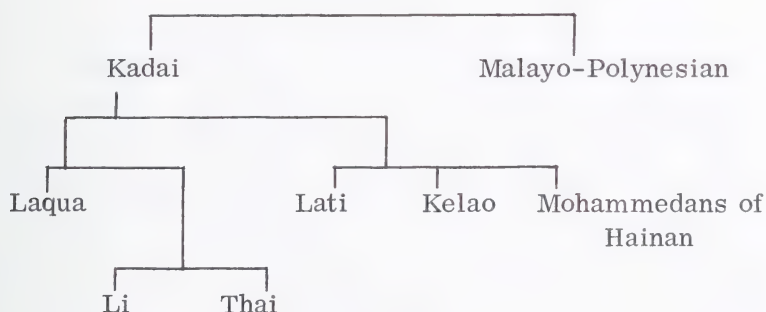 Kadai Malayo-Polynesian
Laqua Lati Kelao Mohammedans of
Hainan
Li Thai